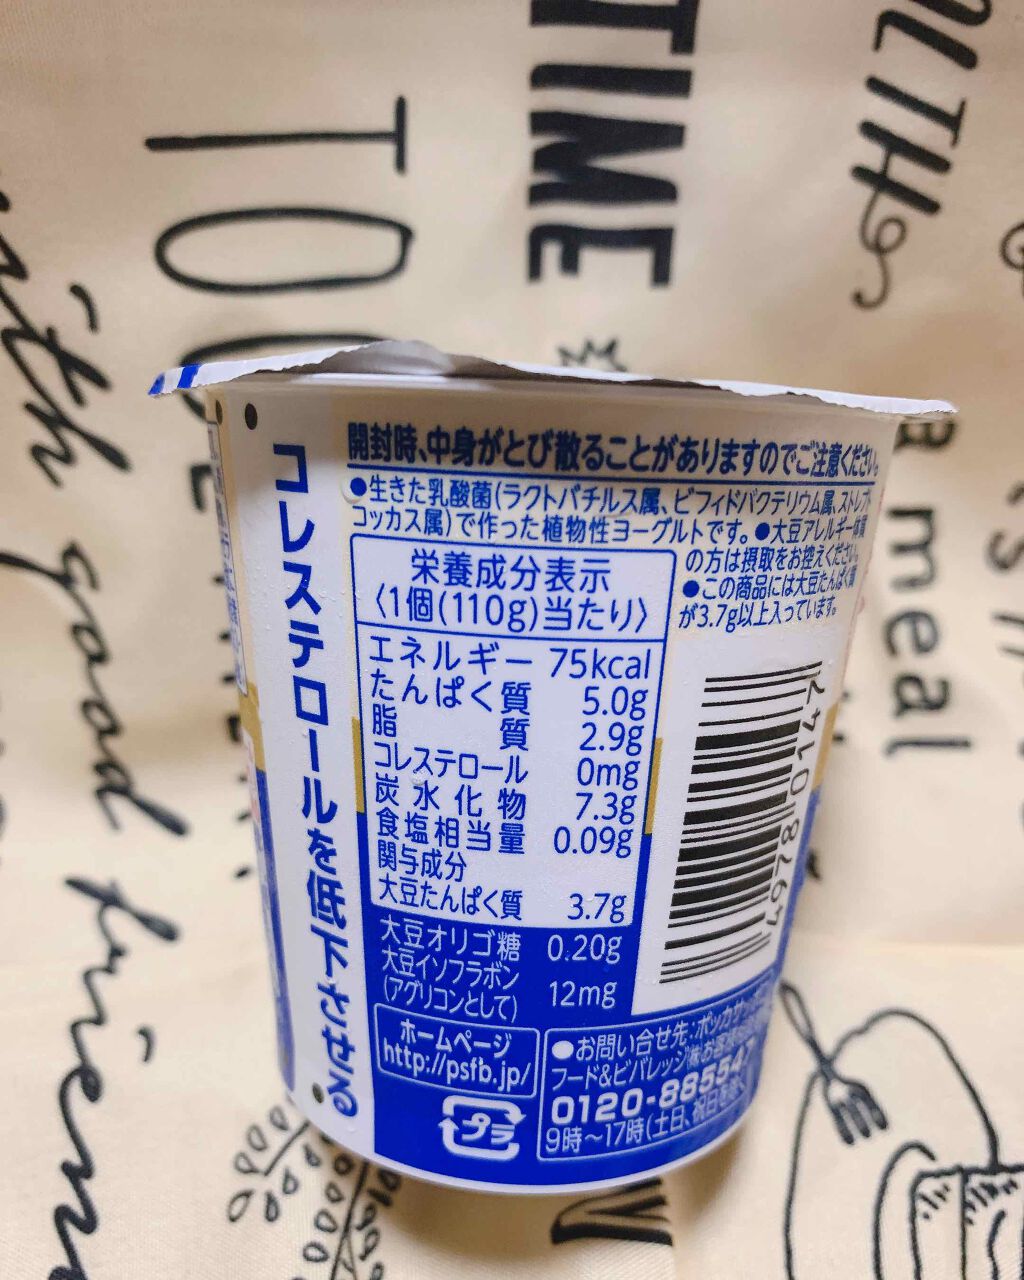 TIME
TO
with good
meal
コレステロールを低下させる
開封時、中身がとび散ることがありますのでご注意ください。
●生きた乳酸菌(ラクトバチルス属、ビフィドバクテリウム属、ストレプト
コッカス属)で作った植物性ヨーグルトです。●大豆アレルギー体質
の方は摂取をお控えください。
●この商品には大豆たんぱく質
が3.7g以上入っています。
栄養成分表示
〈1個(110g)当たり〉
エネルギー 75kcal
たんぱく質 5.0g
脂質 2.9g
コレステロール 0mg
炭水化物 7.3g
食塩相当量 0.09g
関与成分
大豆たんぱく質 3.7g
大豆オリゴ糖 0.20g
大豆イソフラボン
(アグリコンとして) 12mg
ホームページ
http://psfb.jp/
プラ
●お問い合せ先:ポッカサッポ
フード&ビバレッジ㈱お客様
0120-885547
9時〜17時(土日、祝日を除く